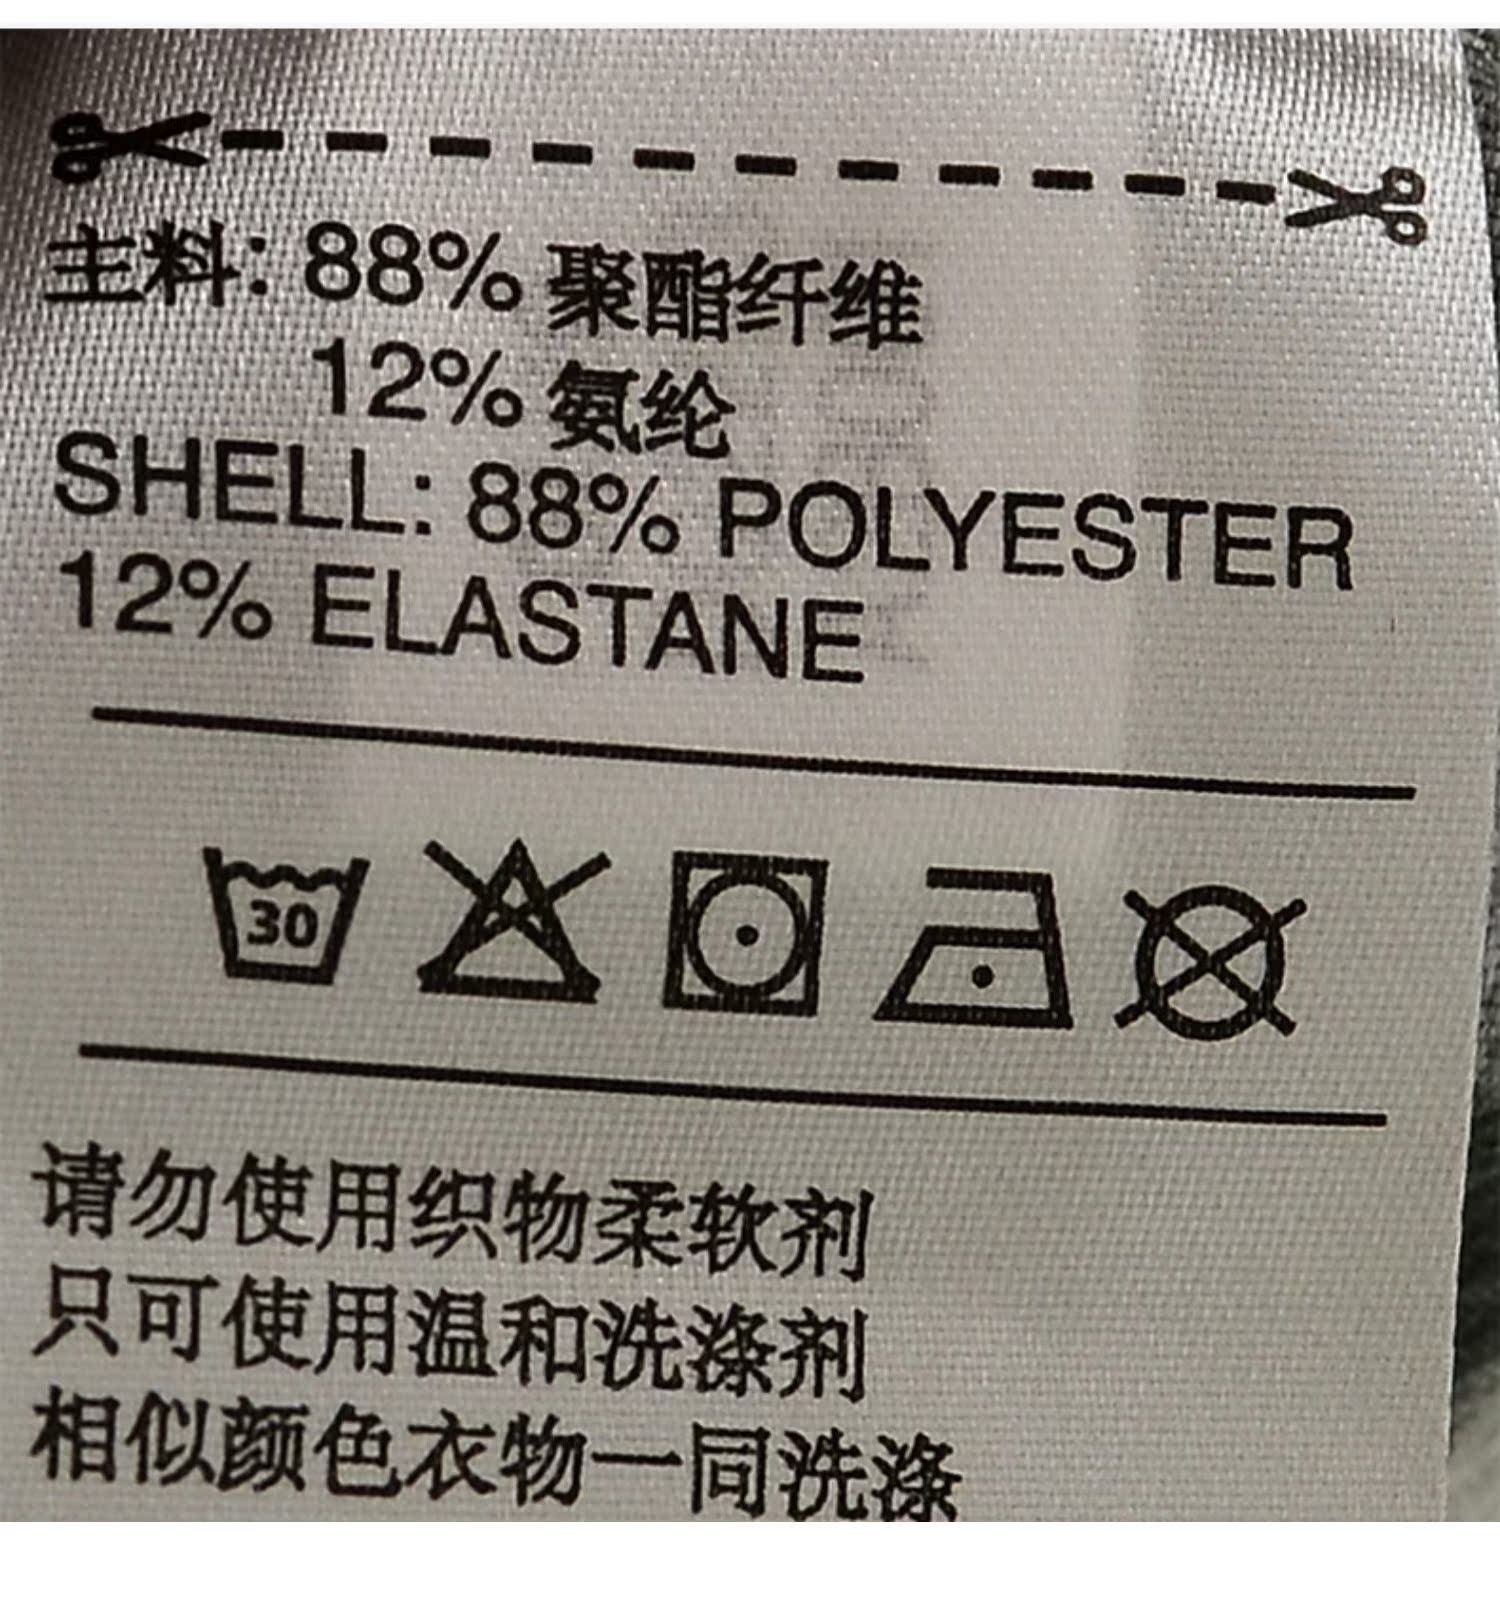 主料: 88% 聚酯纤维
12% 氨纶
SHELL: 88% POLYESTER
12% ELASTANE
30
请勿使用织物柔软剂
只可使用温和洗涤剂
相似颜色衣物一同洗涤